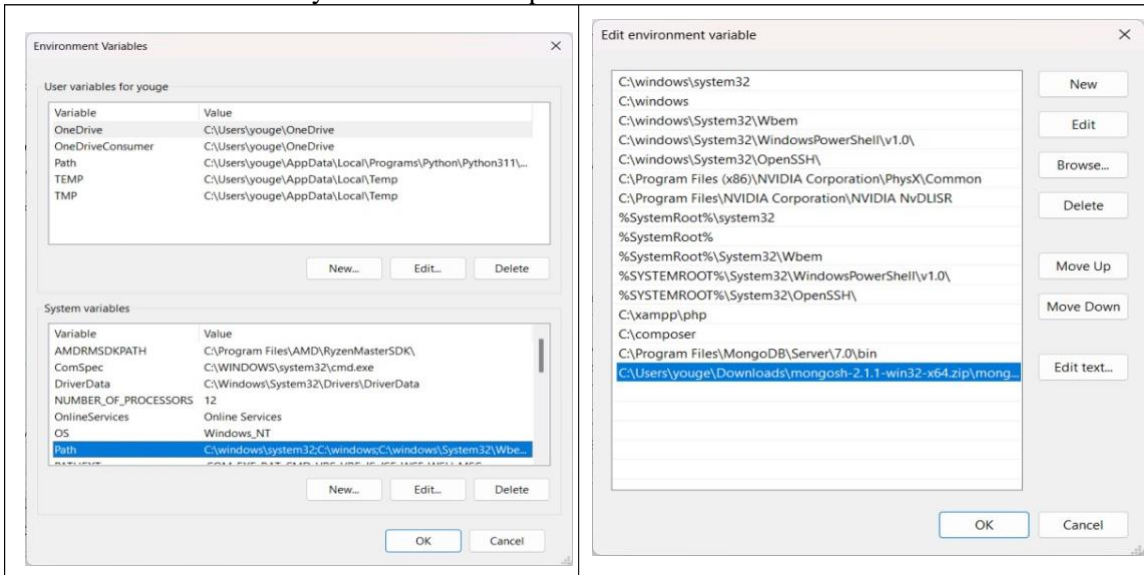 Environment Variables
User variables for youge
Variable Value
OneDrive C:\Users\youge\OneDrive
OneDriveConsumer C:\Users\youge\OneDrive
Path C:\Users\youge\AppData\Local\Programs\Python\Python311\...
TEMP C:\Users\youge\AppData\Local\Temp
TMP C:\Users\youge\AppData\Local\Temp
New... Edit... Delete
System variables
Variable Value
AMDRMSDKPATH C:\Program Files\AMD\RyzenMasterSDK\
ComSpec C:\WINDOWS\system32\cmd.exe
DriverData C:\Windows\System32\Drivers\DriverData
NUMBER_OF_PROCESSORS 12
OnlineServices Online Services
OS Windows_NT
Path C:\windows\system32;C:\windows;C:\windows\System32\Wbe...
New... Edit... Delete
OK Cancel
Edit environment variable
C:\windows\system32
C:\windows
C:\windows\System32\Wbem
C:\windows\System32\WindowsPowerShell\v1.0\
C:\windows\System32\OpenSSH\
C:\Program Files (x86)\NVIDIA Corporation\PhysX\Common
C:\Program Files\NVIDIA Corporation\NVIDIA NvDLISR
%SystemRoot%\system32
%SystemRoot%
%SystemRoot%\System32\Wbem
%SYSTEMROOT%\System32\WindowsPowerShell\v1.0\
%SYSTEMROOT%\System32\OpenSSH\
C:\xampp\php
C:\composer
C:\Program Files\MongoDB\Server\7.0\bin
C:\Users\youge\Downloads\mongosh-2.1.1-win32-x64.zip\mong...
New
Edit
Browse...
Delete
Move Up
Move Down
Edit text...
OK Cancel